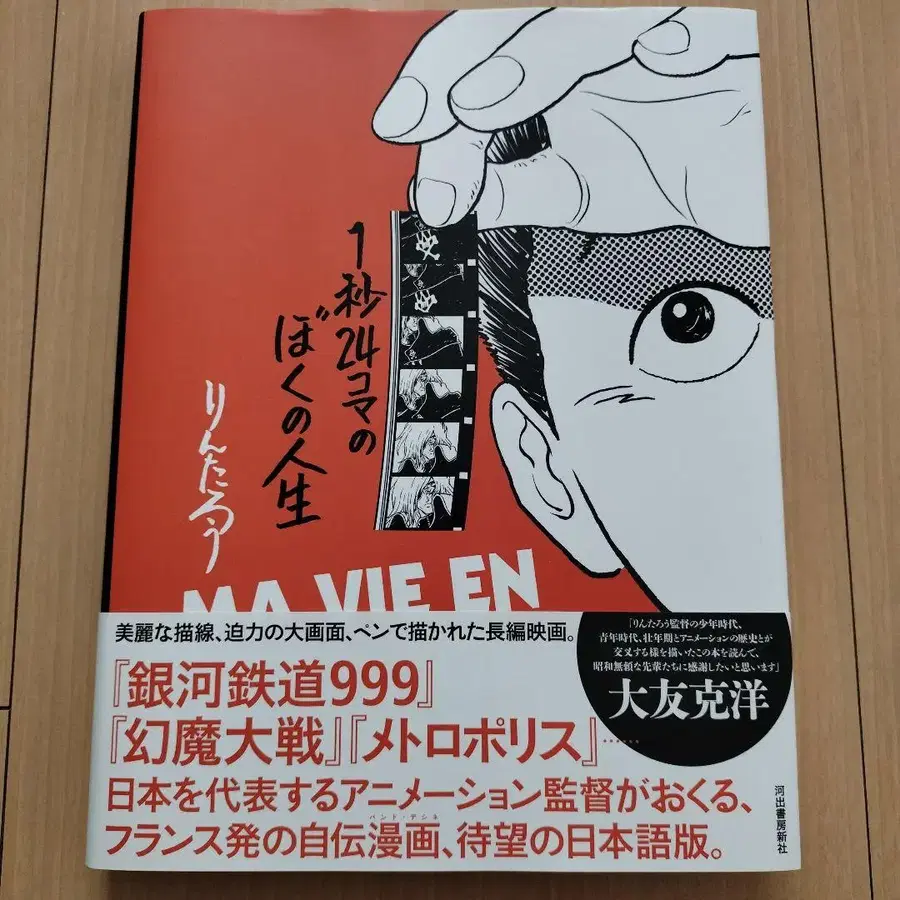 1秒24コマの
ぼくの人生
りんたろう
MA VIE EN
美麗な描線、迫力の大画面、ペンで描かれた長編映画。
『銀河鉄道999』
『幻魔大戦』『メトロポリス』……
日本を代表するアニメーション監督がおくる、
バンド・デシネ
フランス発の自伝漫画、待望の日本語版。
「りんたろう監督の少年時代、
青年時代、壮年期とアニメーションの歴史とが
交叉する様を描いたこの本を読んで、
昭和無頼な先輩たちに感謝したいと思います」
大友克洋
河出書房新社